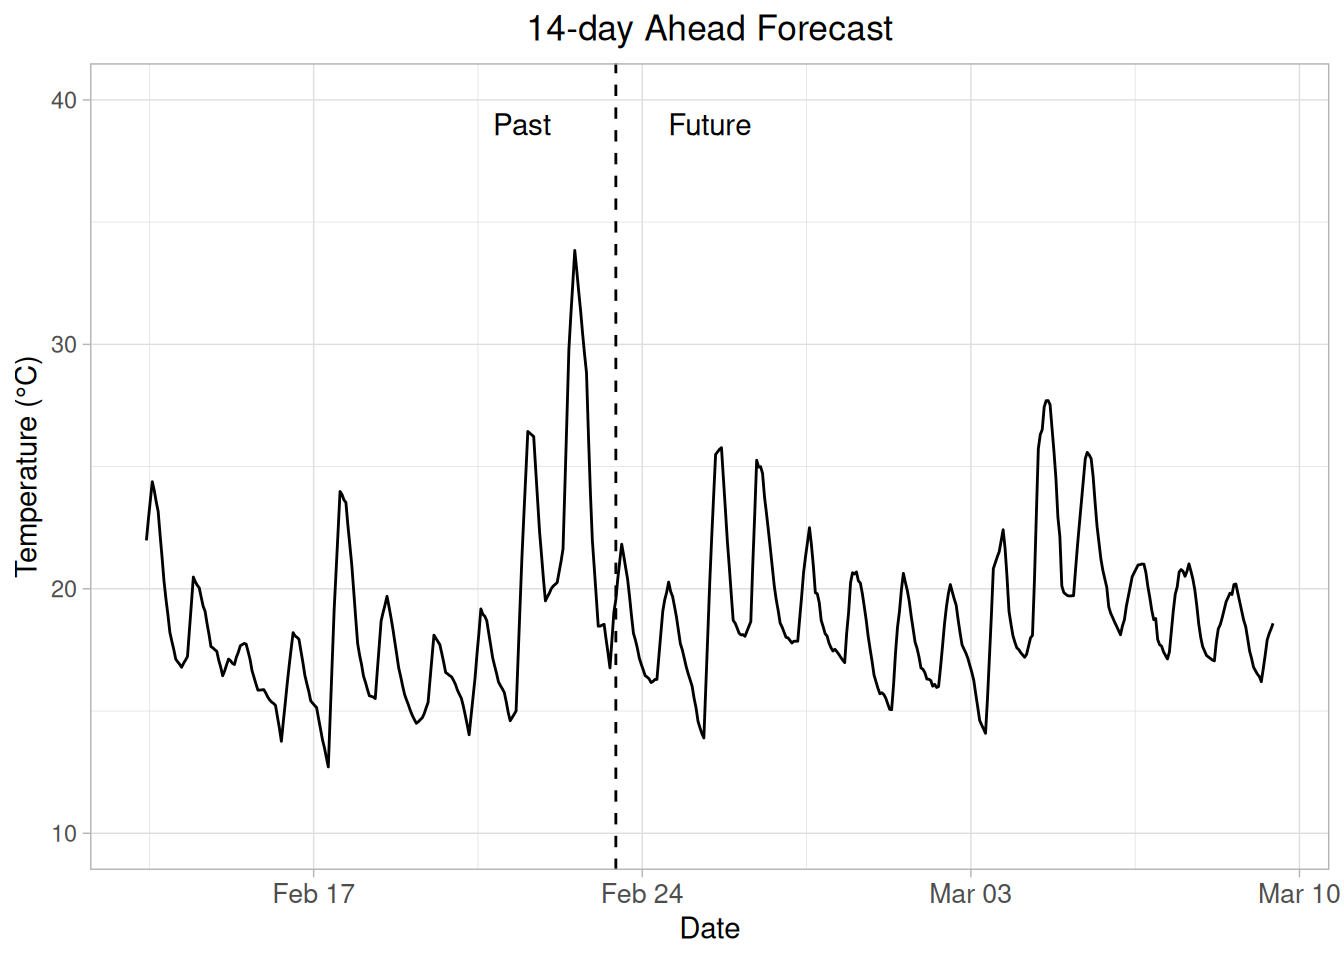 14-day Ahead Forecast
40
Past
Future
30
Temperature (°C)
20
10
Feb 17
Feb 24
Mar 03
Mar 10
Date